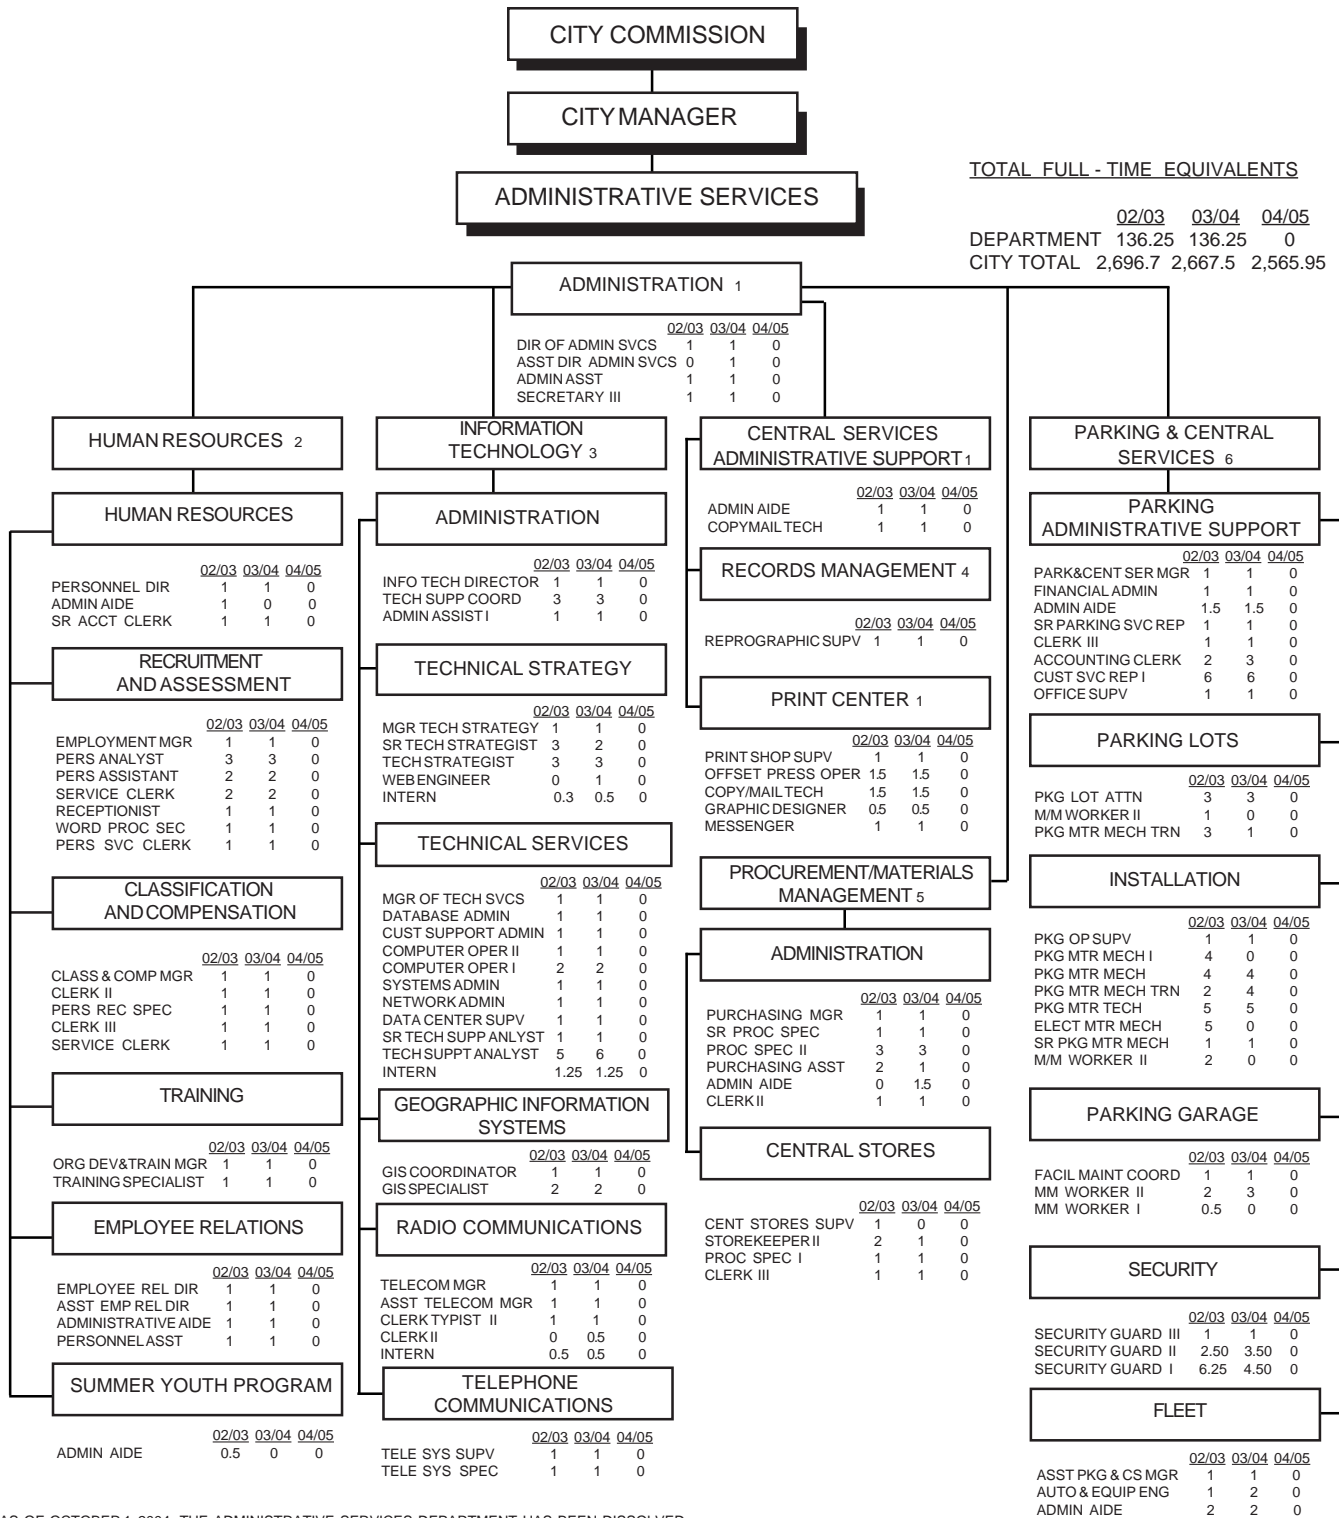 CITY COMMISSION
CITY MANAGER
ADMINISTRATIVE SERVICES
TOTAL FULL - TIME EQUIVALENTS
02/03 03/04 04/05
DEPARTMENT 136.25 136.25 0
CITY TOTAL 2,696.7 2,667.5 2,565.95
ADMINISTRATION 1
02/03 03/04 04/05
DIR OF ADMIN SVCS 1 1 0
ASST DIR ADMIN SVCS 0 1 0
ADMIN ASST 1 1 0
SECRETARY III 1 1 0
HUMAN RESOURCES 2
HUMAN RESOURCES
02/03 03/04 04/05
PERSONNEL DIR 1 1 0
ADMIN AIDE 1 0 0
SR ACCT CLERK 1 1 0
RECRUITMENT
AND ASSESSMENT
02/03 03/04 04/05
EMPLOYMENT MGR 1 1 0
PERS ANALYST 3 3 0
PERS ASSISTANT 2 2 0
SERVICE CLERK 2 2 0
RECEPTIONIST 1 1 0
WORD PROC SEC 1 1 0
PERS SVC CLERK 1 1 0
CLASSIFICATION
AND COMPENSATION
02/03 03/04 04/05
CLASS & COMP MGR 1 1 0
CLERK II 1 1 0
PERS REC SPEC 1 1 0
CLERK III 1 1 0
SERVICE CLERK 1 1 0
TRAINING
02/03 03/04 04/05
ORG DEV&TRAIN MGR 1 1 0
TRAINING SPECIALIST 1 1 0
EMPLOYEE RELATIONS
02/03 03/04 04/05
EMPLOYEE REL DIR 1 1 0
ASST EMP REL DIR 1 1 0
ADMINISTRATIVE AIDE 1 1 0
PERSONNEL ASST 1 1 0
SUMMER YOUTH PROGRAM
02/03 03/04 04/05
ADMIN AIDE 0.5 0 0
INFORMATION
TECHNOLOGY 3
ADMINISTRATION
02/03 03/04 04/05
INFO TECH DIRECTOR 1 1 0
TECH SUPP COORD 3 3 0
ADMIN ASSIST I 1 1 0
TECHNICAL STRATEGY
02/03 03/04 04/05
MGR TECH STRATEGY 1 1 0
SR TECH STRATEGIST 3 2 0
TECH STRATEGIST 3 3 0
WEB ENGINEER 0 1 0
INTERN 0.3 0.5 0
TECHNICAL SERVICES
02/03 03/04 04/05
MGR OF TECH SVCS 1 1 0
DATABASE ADMIN 1 1 0
CUST SUPPORT ADMIN 1 1 0
COMPUTER OPER II 1 1 0
COMPUTER OPER I 2 2 0
SYSTEMS ADMIN 1 1 0
NETWORK ADMIN 1 1 0
DATA CENTER SUPV 1 1 0
SR TECH SUPP ANLYST 1 1 0
TECH SUPPT ANALYST 5 6 0
INTERN 1.25 1.25 0
GEOGRAPHIC INFORMATION
SYSTEMS
02/03 03/04 04/05
GIS COORDINATOR 1 1 0
GIS SPECIALIST 2 2 0
RADIO COMMUNICATIONS
02/03 03/04 04/05
TELECOM MGR 1 1 0
ASST TELECOM MGR 1 1 0
CLERK TYPIST II 1 1 0
CLERK II 0 0.5 0
INTERN 0.5 0.5 0
TELEPHONE
COMMUNICATIONS
02/03 03/04 04/05
TELE SYS SUPV 1 1 0
TELE SYS SPEC 1 1 0
CENTRAL SERVICES
ADMINISTRATIVE SUPPORT 1
02/03 03/04 04/05
ADMIN AIDE 1 1 0
COPYMAIL TECH 1 1 0
RECORDS MANAGEMENT 4
02/03 03/04 04/05
REPROGRAPHIC SUPV 1 1 0
PRINT CENTER 1
02/03 03/04 04/05
PRINT SHOP SUPV 1 1 0
OFFSET PRESS OPER 1.5 1.5 0
COPY/MAIL TECH 1.5 1.5 0
GRAPHIC DESIGNER 0.5 0.5 0
MESSENGER 1 1 0
PROCUREMENT/MATERIALS
MANAGEMENT 5
ADMINISTRATION
02/03 03/04 04/05
PURCHASING MGR 1 1 0
SR PROC SPEC 1 1 0
PROC SPEC II 3 3 0
PURCHASING ASST 2 1 0
ADMIN AIDE 0 1.5 0
CLERK II 1 1 0
CENTRAL STORES
02/03 03/04 04/05
CENT STORES SUPV 1 0 0
STOREKEEPER II 2 1 0
PROC SPEC I 1 1 0
CLERK III 1 1 0
PARKING & CENTRAL
SERVICES 6
PARKING
ADMINISTRATIVE SUPPORT
02/03 03/04 04/05
PARK&CENT SER MGR 1 1 0
FINANCIAL ADMIN 1 1 0
ADMIN AIDE 1.5 1.5 0
SR PARKING SVC REP 1 1 0
CLERK III 1 1 0
ACCOUNTING CLERK 2 3 0
CUST SVC REP I 6 6 0
OFFICE SUPV 1 1 0
PARKING LOTS
02/03 03/04 04/05
PKG LOT ATTN 3 3 0
M/M WORKER II 1 0 0
PKG MTR MECH TRN 3 1 0
INSTALLATION
02/03 03/04 04/05
PKG OP SUPV 1 1 0
PKG MTR MECH I 4 0 0
PKG MTR MECH 4 4 0
PKG MTR MECH TRN 2 4 0
PKG MTR TECH 5 5 0
ELECT MTR MECH 5 0 0
SR PKG MTR MECH 1 1 0
M/M WORKER II 2 0 0
PARKING GARAGE
02/03 03/04 04/05
FACIL MAINT COORD 1 1 0
MM WORKER II 2 3 0
MM WORKER I 0.5 0 0
SECURITY
02/03 03/04 04/05
SECURITY GUARD III 1 1 0
SECURITY GUARD II 2.50 3.50 0
SECURITY GUARD I 6.25 4.50 0
FLEET
02/03 03/04 04/05
ASST PKG & CS MGR 1 1 0
AUTO & EQUIP ENG 1 2 0
ADMIN AIDE 2 2 0
AS OF OCTOBER 1, 2004, THE ADMINISTRATIVE SERVICES DEPARTMENT HAS BEEN DISSOLVED